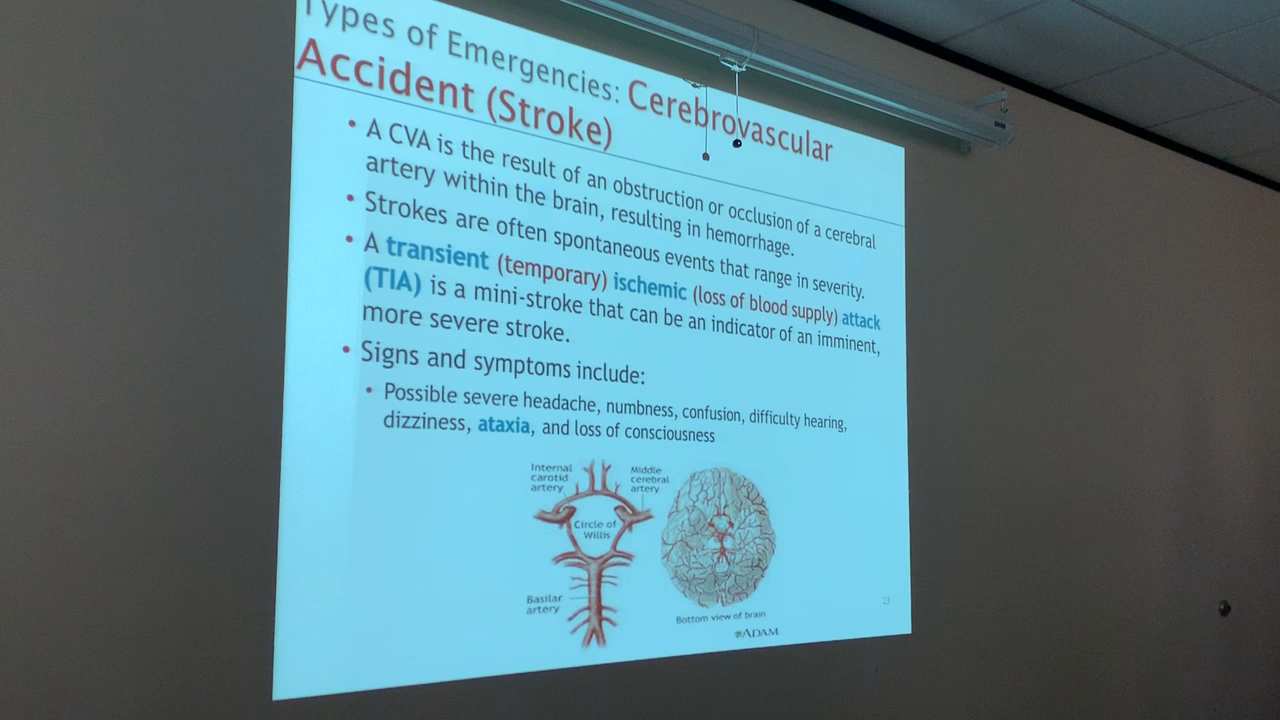 Types of Emergencies: Cerebrovascular
Accident (Stroke)
• A CVA is the result of an obstruction or occlusion of a cerebral
artery within the brain, resulting in hemorrhage.
• Strokes are often spontaneous events that range in severity.
• A transient (temporary) ischemic (loss of blood supply) attack
(TIA) is a mini-stroke that can be an indicator of an imminent,
more severe stroke.
• Signs and symptoms include:
• Possible severe headache, numbness, confusion, difficulty hearing,
dizziness, ataxia, and loss of consciousness
Internal
carotid
artery
Middle
cerebral
artery
Circle of
Willis
Basilar
artery
Bottom view of brain
ADAM
23